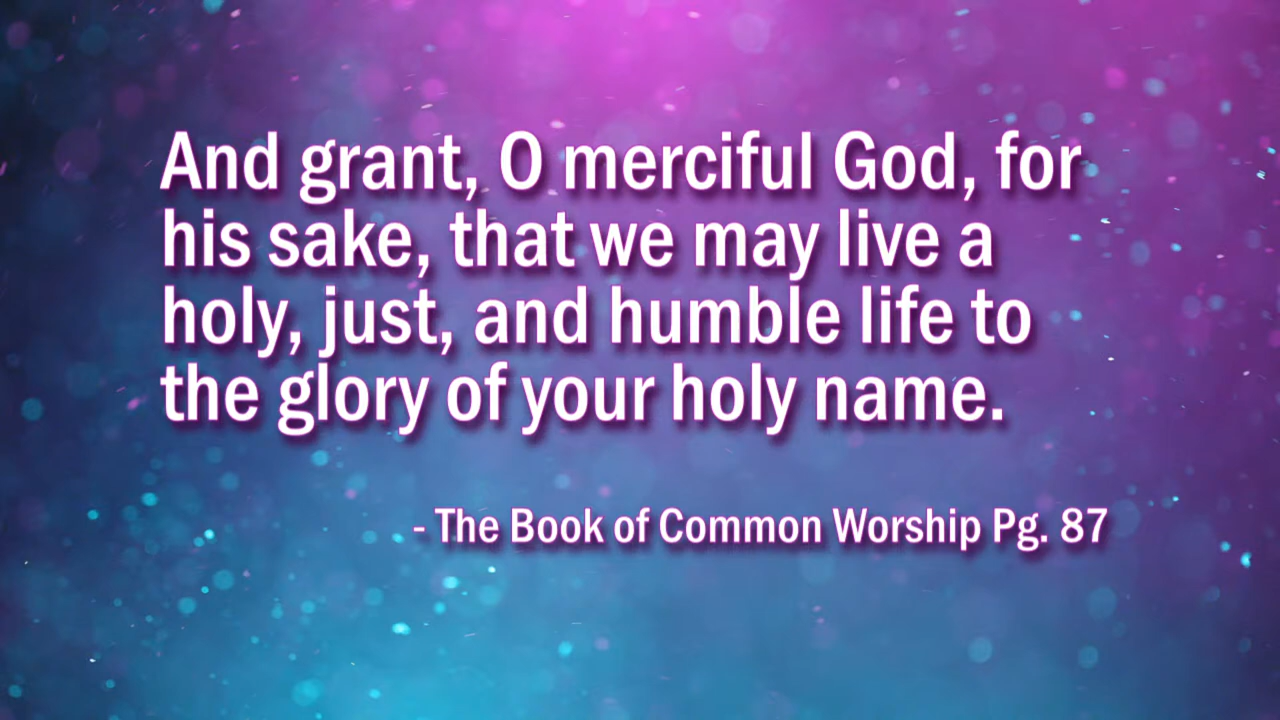 And grant, O merciful God, for
his sake, that we may live a
holy, just, and humble life to
the glory of your holy name.
- The Book of Common Worship Pg. 87